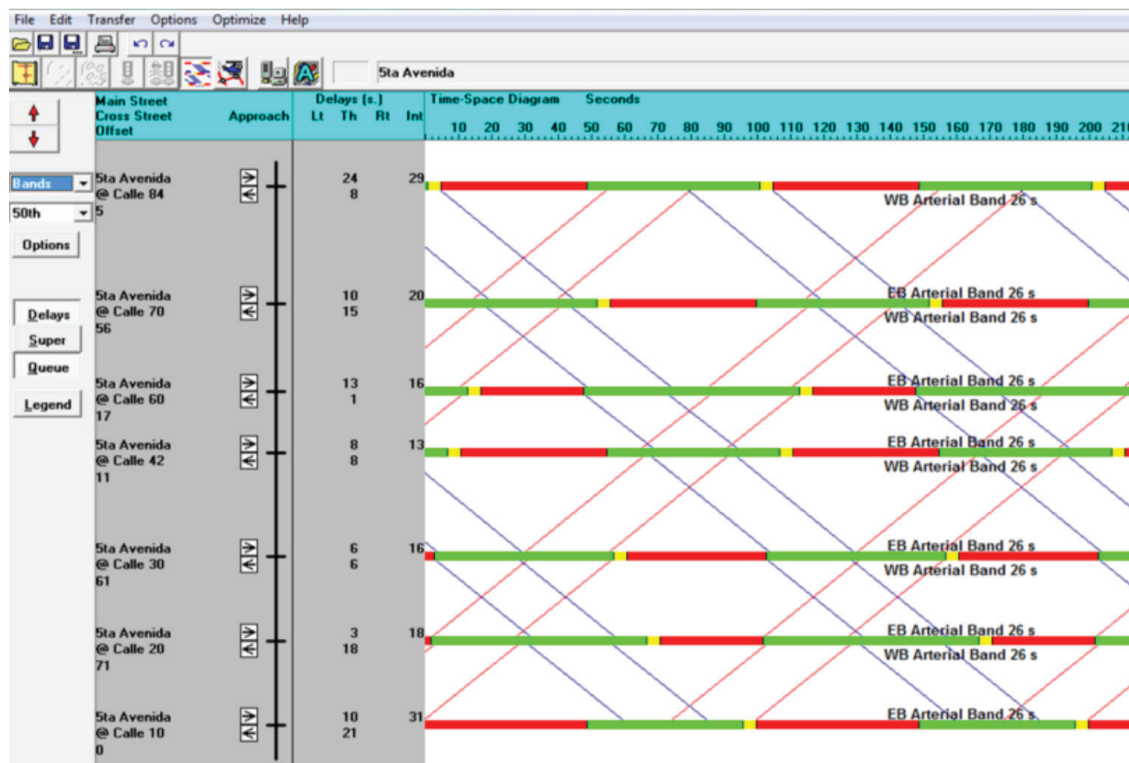 File Edit Transfer Options Optimize Help
5ta Avenida
Main Street
Cross Street
Offset
Approach
Delays (s.)
Lt Th Rt Int
Time-Space Diagram Seconds
10 20 30 40 50 60 70 80 90 100 110 120 130 140 150 160 170 180 190 200 21
Bands
50th
Options
Delays
Super
Queue
Legend
5ta Avenida 24 29
@ Calle 84 8
5
WB Arterial Band 26 s
5ta Avenida 10 20
@ Calle 70 15
56
EB Arterial Band 26 s
WB Arterial Band 26 s
5ta Avenida 13 16
@ Calle 60 1
17
EB Arterial Band 26 s
WB Arterial Band 26 s
5ta Avenida 8 13
@ Calle 42 8
11
EB Arterial Band 26 s
WB Arterial Band 26 s
5ta Avenida 6 16
@ Calle 30 6
61
EB Arterial Band 26 s
WB Arterial Band 26 s
5ta Avenida 3 18
@ Calle 20 18
71
EB Arterial Band 26 s
WB Arterial Band 26 s
5ta Avenida 10 31
@ Calle 10 21
0
EB Arterial Band 26 s